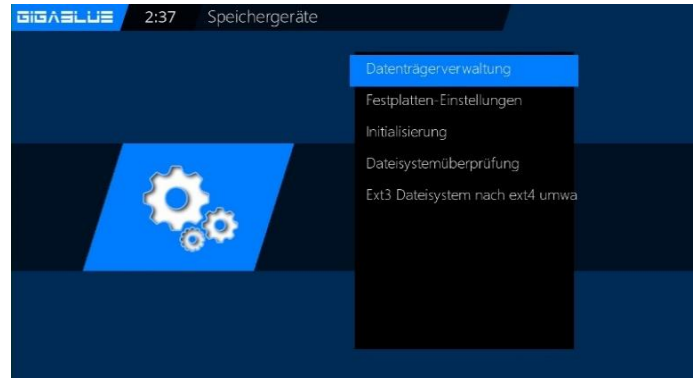 GIGABLUE 2:37 Speichergeräte
Datenträgerverwaltung
Festplatten-Einstellungen
Initialisierung
Dateisystemüberprüfung
Ext3 Dateisystem nach ext4 umwa